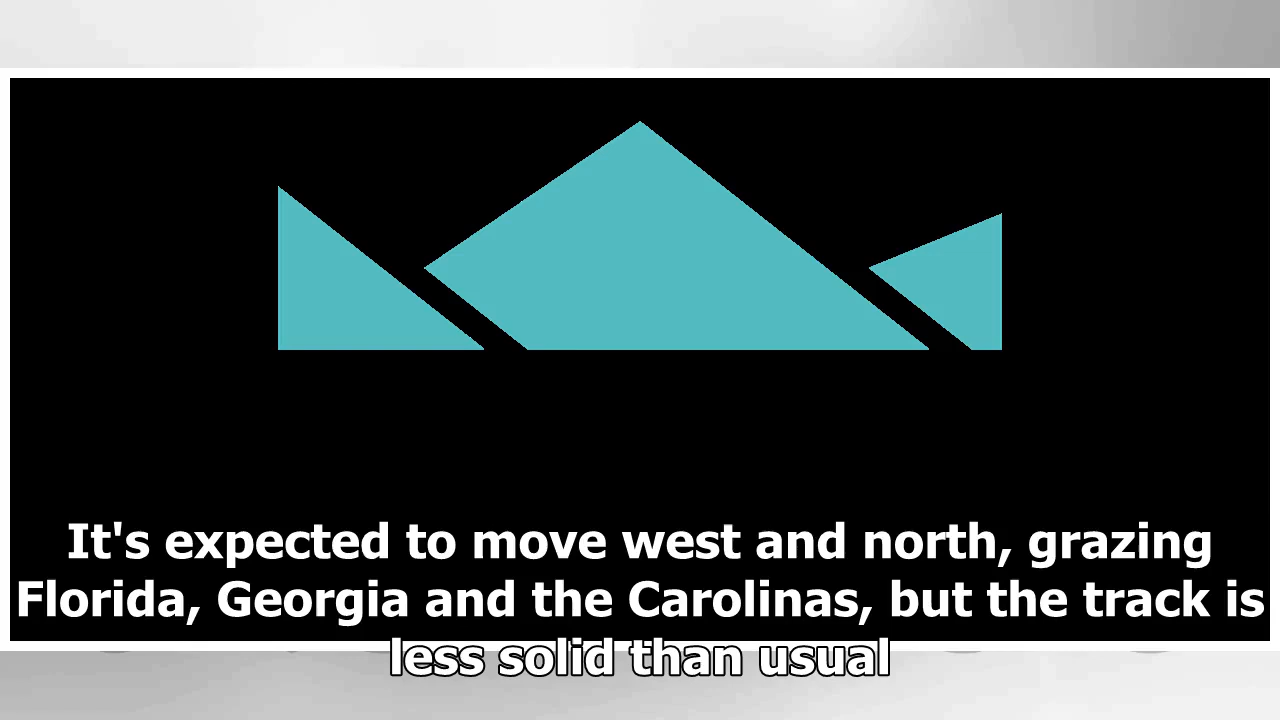 It's expected to move west and north, grazing
Florida, Georgia and the Carolinas, but the track is
less solid than usual